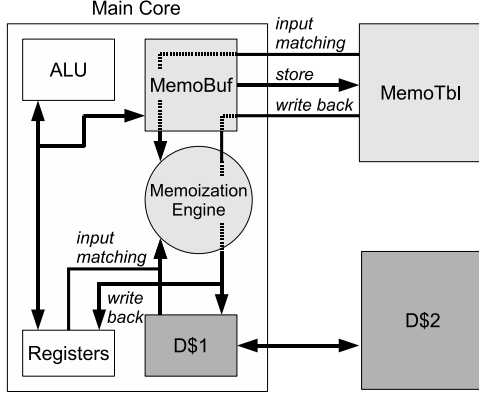 Main Core
ALU
MemoBuf
input
matching
store
write back
MemoTbl
Memoization
Engine
input
matching
write
back
Registers
D$1
D$2